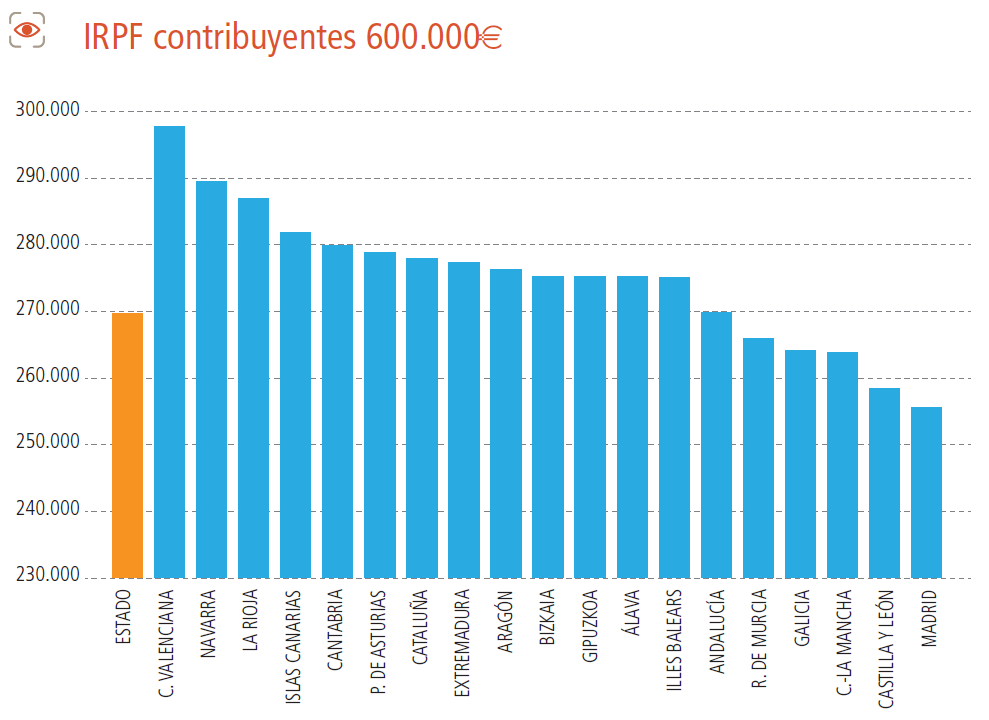 IRPF contribuyentes 600.000€
300.000
290.000
280.000
270.000
260.000
250.000
240.000
230.000
ESTADO
C. VALENCIANA
NAVARRA
LA RIOJA
ISLAS CANARIAS
CANTABRIA
P. DE ASTURIAS
CATALUÑA
EXTREMADURA
ARAGÓN
BIZKAIA
GIPUZKOA
ÁLAVA
ILLES BALEARS
ANDALUCÍA
R. DE MURCIA
GALICIA
C.-LA MANCHA
CASTILLA Y LEÓN
MADRID